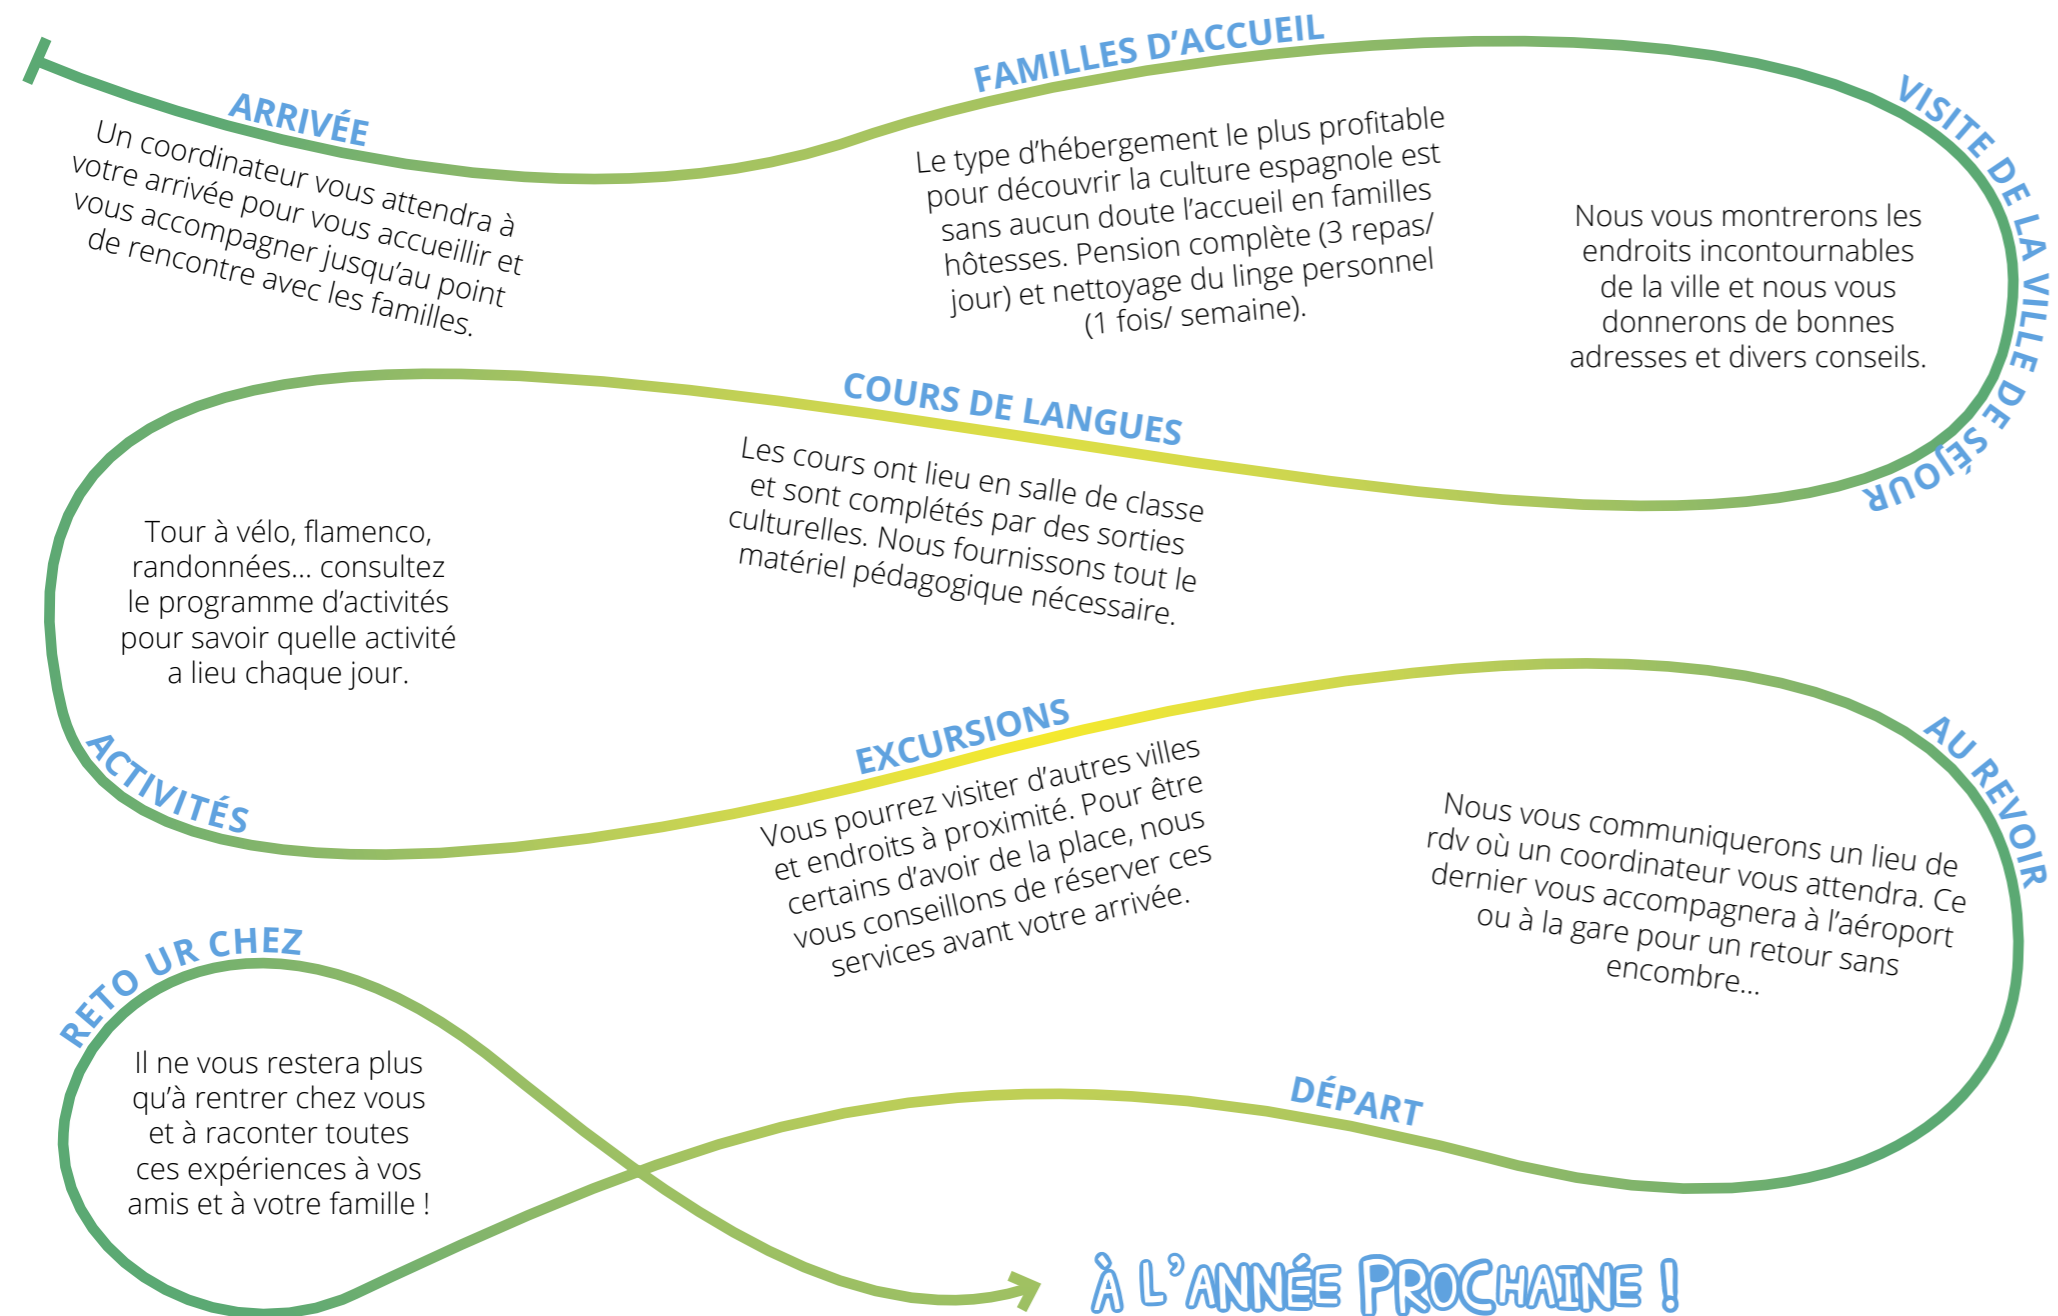 ARRIVÉE
Un coordinateur vous attendra à
votre arrivée pour vous accueillir et
vous accompagner jusqu’au point
de rencontre avec les familles.
FAMILLES D’ACCUEIL
Le type d’hébergement le plus profitable
pour découvrir la culture espagnole est
sans aucun doute l’accueil en familles
hôtesses. Pension complète (3 repas/
jour) et nettoyage du linge personnel
(1 fois/ semaine).
VISITE DE LA VILLE DE SÉJOUR
Nous vous montrerons les
endroits incontournables
de la ville et nous vous
donnerons de bonnes
adresses et divers conseils.
COURS DE LANGUES
Les cours ont lieu en salle de classe
et sont complétés par des sorties
culturelles. Nous fournissons tout le
matériel pédagogique nécessaire.
Tour à vélo, flamenco,
randonnées... consultez
le programme d’activités
pour savoir quelle activité
a lieu chaque jour.
ACTIVITÉS
EXCURSIONS
Vous pourrez visiter d’autres villes
et endroits à proximité. Pour être
certains d’avoir de la place, nous
vous conseillons de réserver ces
services avant votre arrivée.
AU REVOIR
Nous vous communiquerons un lieu de
rdv où un coordinateur vous attendra. Ce
dernier vous accompagnera à l’aéroport
ou à la gare pour un retour sans
encombre...
DÉPART
RETO UR CHEZ
Il ne vous restera plus
qu’à rentrer chez vous
et à raconter toutes
ces expériences à vos
amis et à votre famille !
À L’ANNÉE PROCHAINE !